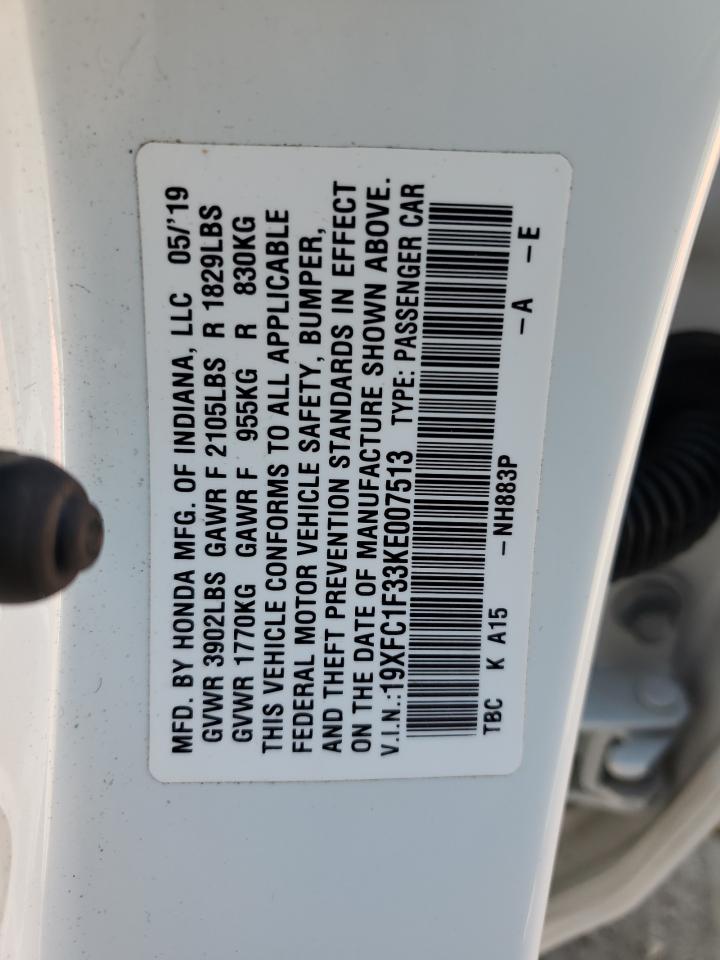 MFD. BY HONDA MFG. OF INDIANA, LLC 05/'19
GVWR 3902LBS GAWR F 2105LBS R 1829LBS
GVWR 1770KG GAWR F 955KG R 830KG
THIS VEHICLE CONFORMS TO ALL APPLICABLE
FEDERAL MOTOR VEHICLE SAFETY, BUMPER,
AND THEFT PREVENTION STANDARDS IN EFFECT
ON THE DATE OF MANUFACTURE SHOWN ABOVE.
V.I.N.:19XFC1F33KE007513 TYPE: PASSENGER CAR
TBC K A15 -NH883P -A -E